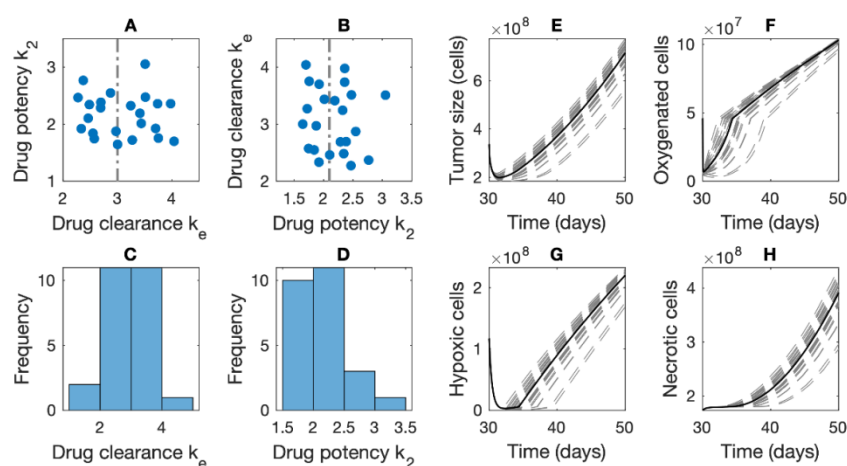 A
Drug potency k2
3
2
1
2
3
4
Drug clearance ke
B
Drug clearance ke
4
3
2
1.5
2
2.5
3
3.5
Drug potency k2
E
×10^8
Tumor size (cells)
6
4
2
30
40
50
Time (days)
F
×10^7
Oxygenated cells
10
5
0
30
40
50
Time (days)
C
Frequency
10
5
0
2
4
Drug clearance ke
D
Frequency
10
5
0
1.5
2
2.5
3
3.5
Drug potency k2
G
×10^8
Hypoxic cells
2
1
0
30
40
50
Time (days)
H
×10^8
Necrotic cells
4
3
2
30
40
50
Time (days)